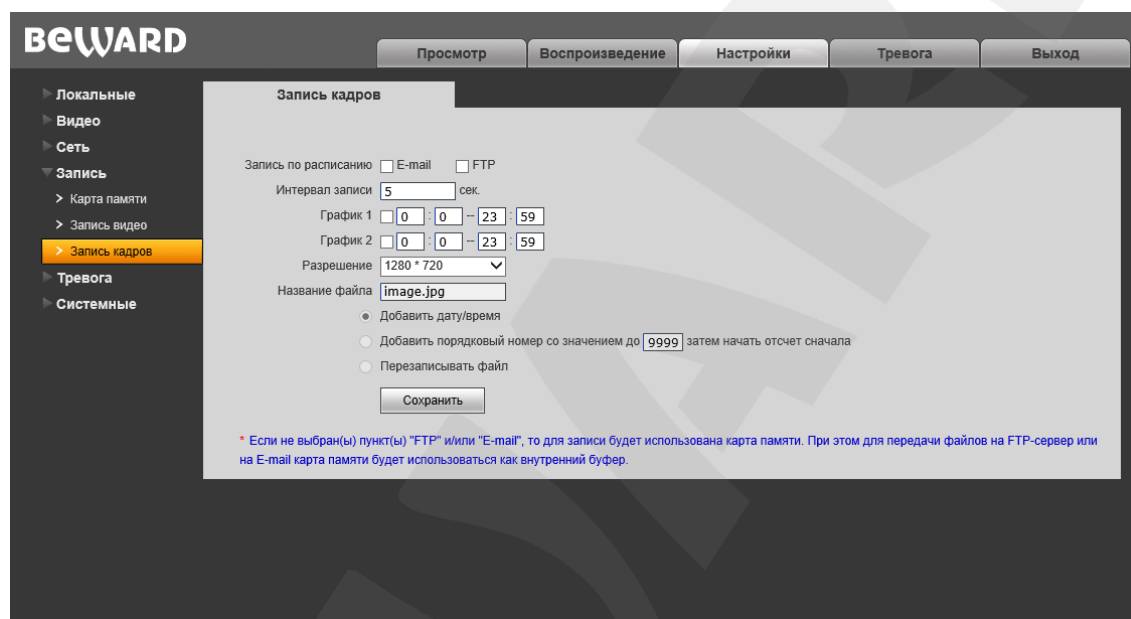 BEWARD
Просмотр Воспроизведение Настройки Тревога Выход
Локальные
Видео
Сеть
Запись
> Карта памяти
> Запись видео
> Запись кадров
Тревога
Системные
Запись кадров
Запись по расписанию E-mail FTP
Интервал записи 5 сек.
График 1 0 : 0 -- 23 : 59
График 2 0 : 0 -- 23 : 59
Разрешение 1280 * 720
Название файла image.jpg
Добавить дату/время
Добавить порядковый номер со значением до 9999 затем начать отсчет сначала
Перезаписывать файл
Сохранить
* Если не выбран(ы) пункт(ы) "FTP" и/или "E-mail", то для записи будет использована карта памяти. При этом для передачи файлов на FTP-сервер или
на E-mail карта памяти будет использоваться как внутренний буфер.